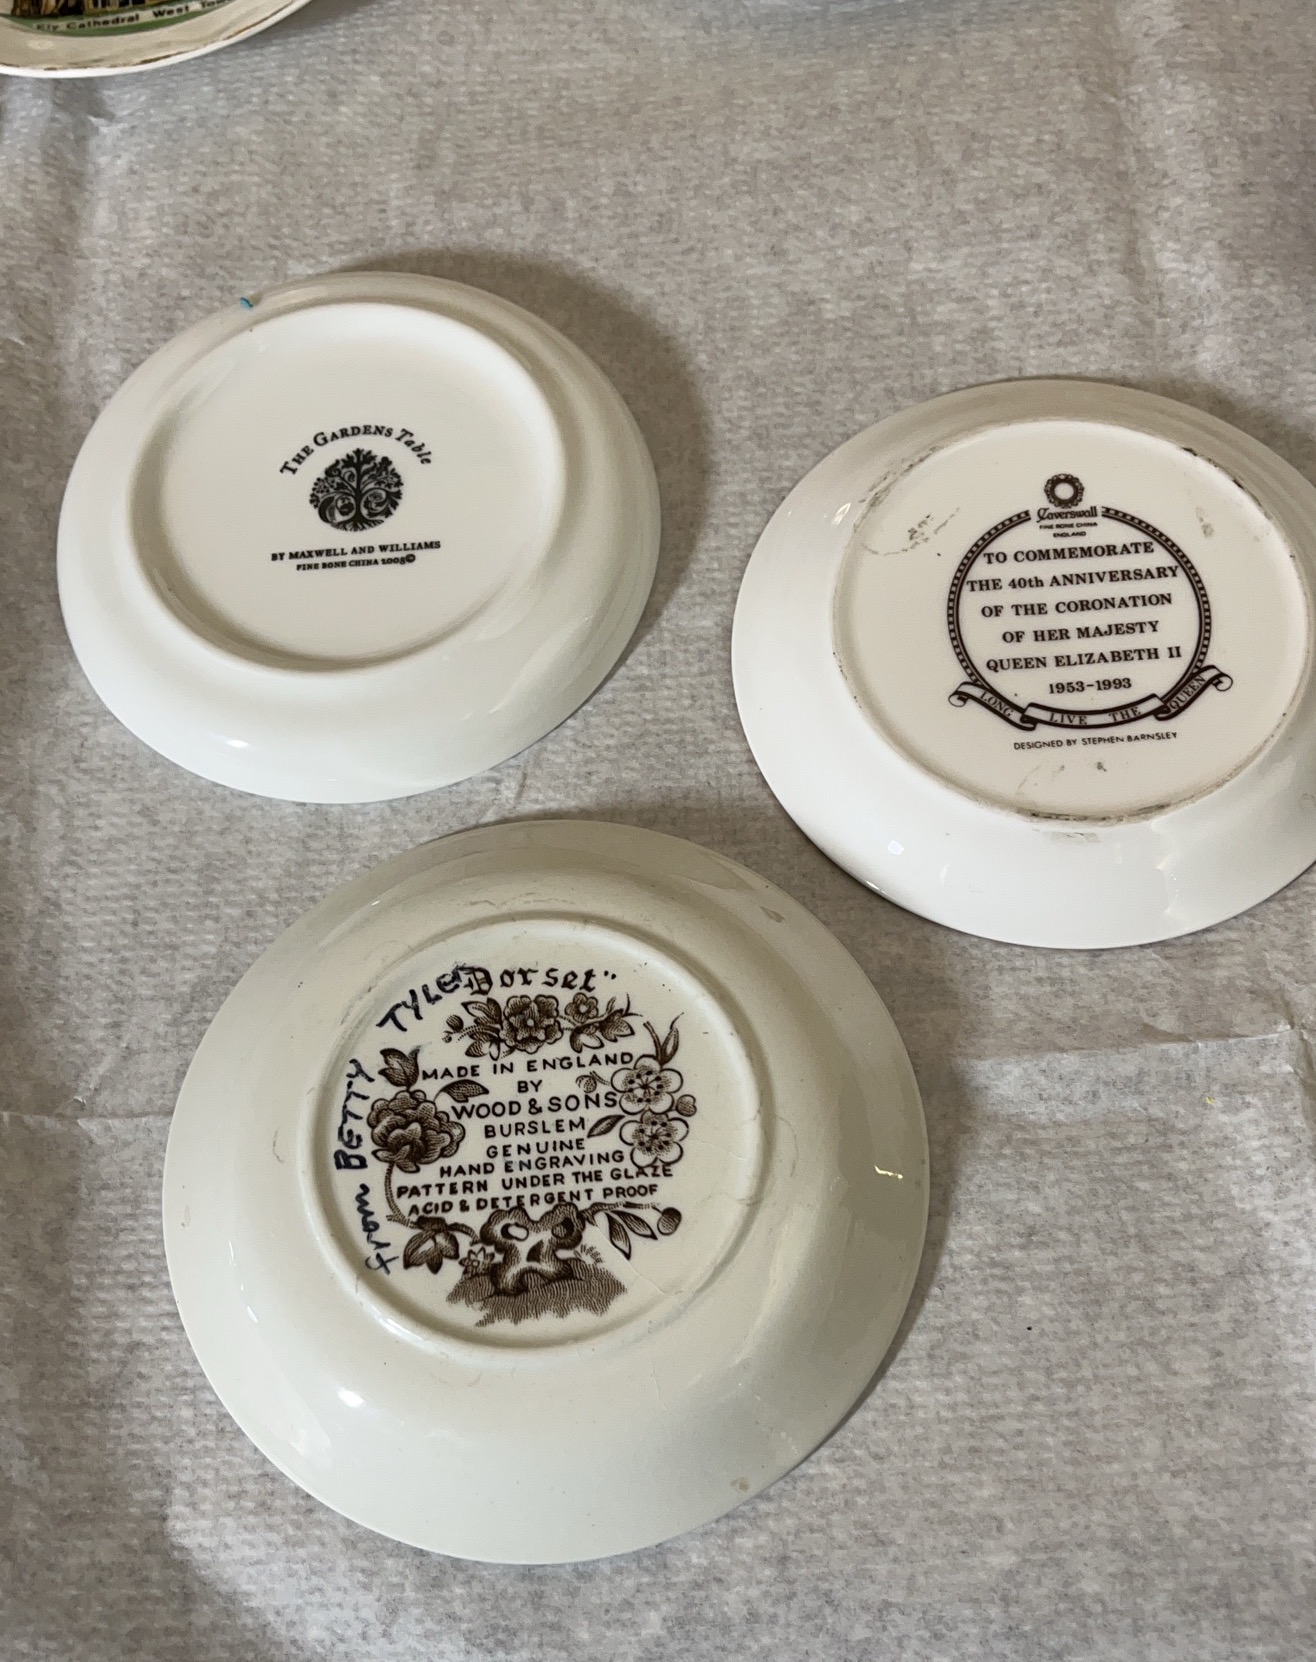 Ely Cathedral West Tow
THE GARDENS Table
BY MAXWELL AND WILLIAMS
FINE BONE CHINA 2008©
Caverswall
FINE BONE CHINA
ENGLAND
TO COMMEMORATE
THE 40th ANNIVERSARY
OF THE CORONATION
OF HER MAJESTY
QUEEN ELIZABETH II
1953-1993
LONG LIVE THE QUEEN
DESIGNED BY STEPHEN BARNSLEY
from BETTY TYLER
"Dorset"
MADE IN ENGLAND
BY
WOOD & SONS
BURSLEM
GENUINE
HAND ENGRAVING
PATTERN UNDER THE GLAZE
ACID & DETERGENT PROOF